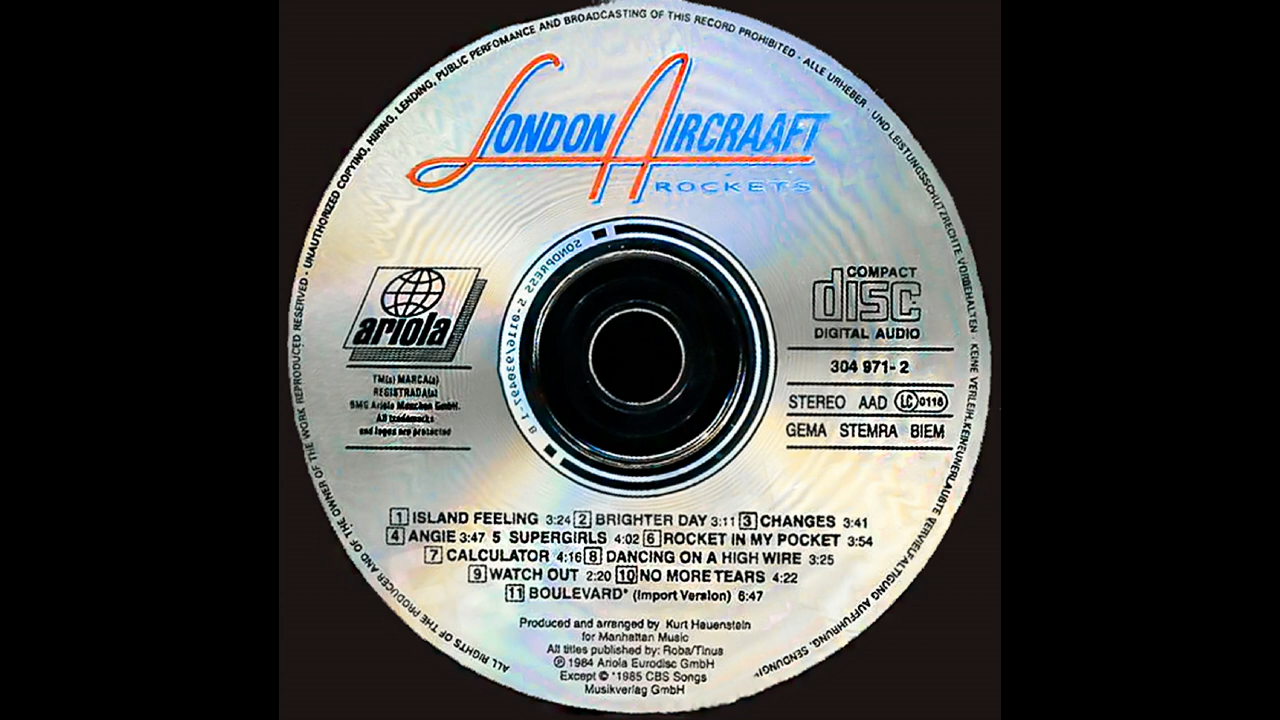 ALL RIGHTS OF THE PRODUCER AND OF THE OWNER OF THE WORK REPRODUCED RESERVED · UNAUTHORIZED COPYING, HIRING, LENDING, PUBLIC PERFOMANCE AND BROADCASTING OF THIS RECORD PROHIBITED · ALLE URHEBER · UND LEISTUNGSSCHUTZRECHTE VORBEHALTEN · KEINE VERLEIH. AUFFUHRUNG, SENDUNG!
LONDON AIRCRAAFT
ROCKETS
SONOPRESS
ariola
TM(s) MARCA(s)
REGISTRADA(s)
BMG Ariola Munchen GmbH.
All trademarks
and logos are protected
COMPACT
disc
DIGITAL AUDIO
304 971-2
STEREO AAD LC 0116
GEMA STEMRA BIEM
1 ISLAND FEELING 3:24 2 BRIGHTER DAY 3:11 3 CHANGES 3:41
4 ANGIE 3:47 5 SUPERGIRLS 4:02 6 ROCKET IN MY POCKET 3:54
7 CALCULATOR 4:16 8 DANCING ON A HIGH WIRE 3:25
9 WATCH OUT 2:20 10 NO MORE TEARS 4:22
11 BOULEVARD* (Import Version) 6:47
Produced and arranged by Kurt Hauenstein
for Manhattan Music
All titles published by: Roba/Tinus
℗ 1984 Ariola Eurodisc GmbH
Except © *1985 CBS Songs
Musikverlag GmbH